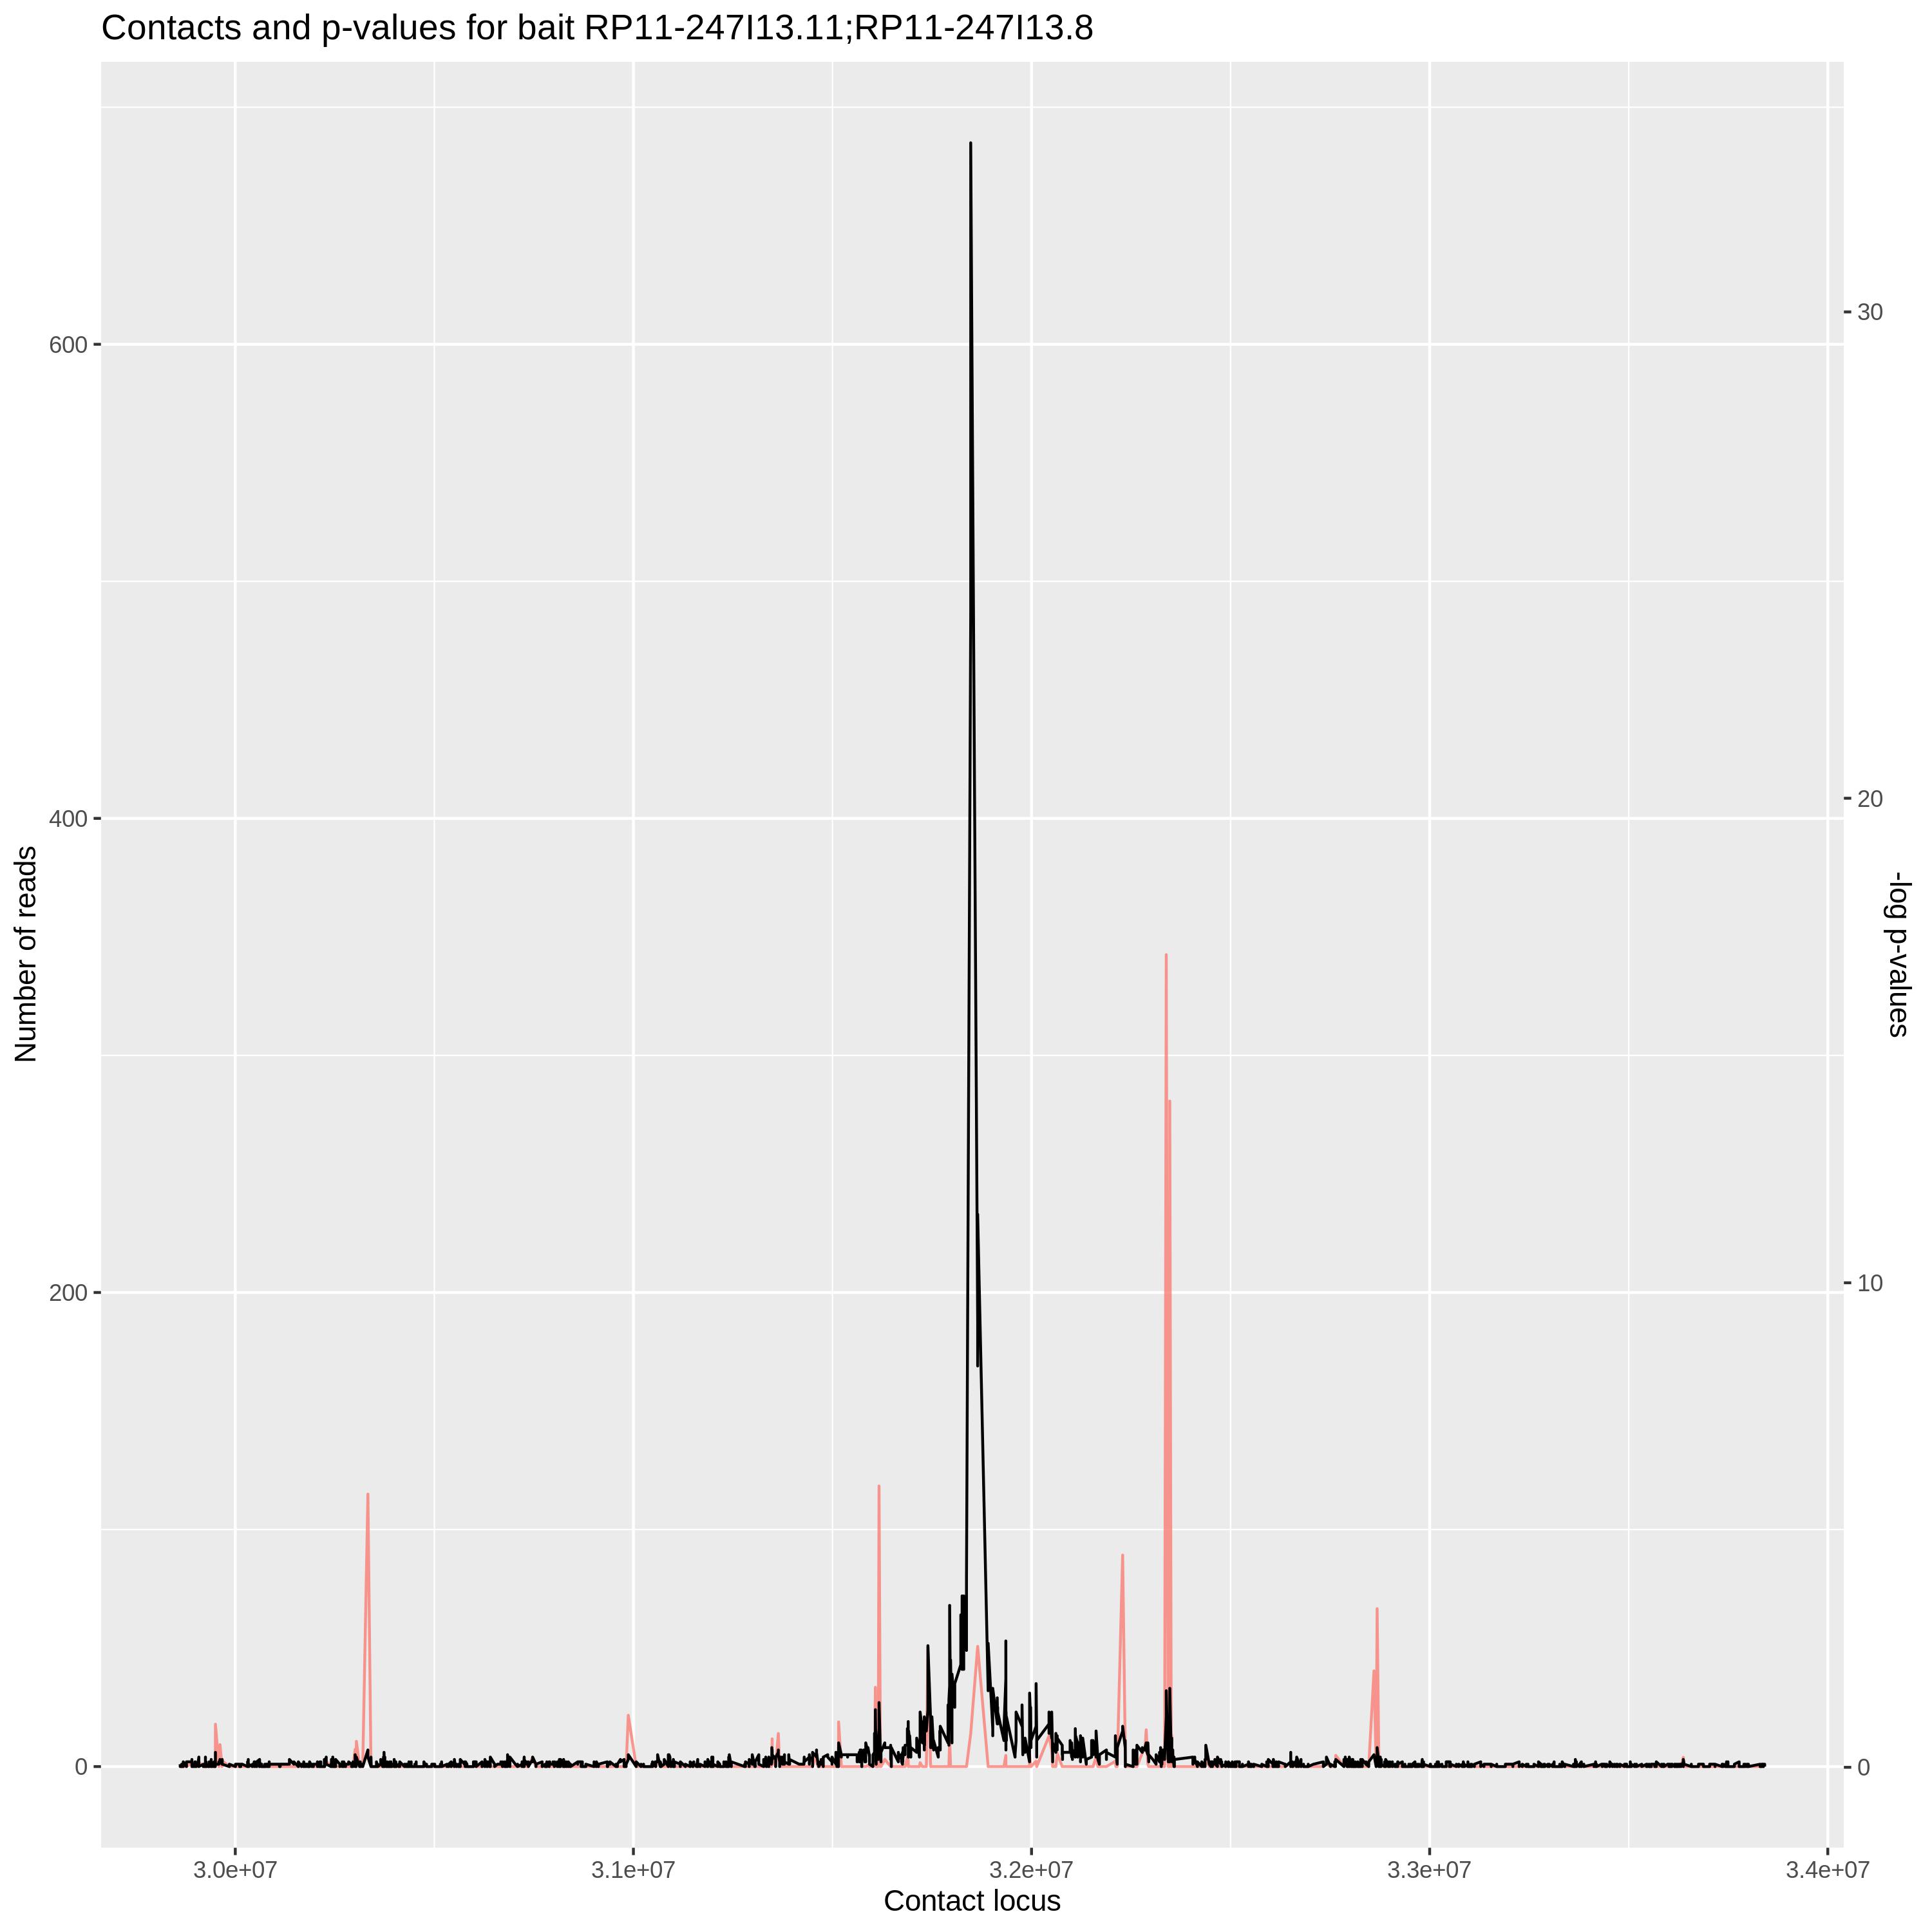 Contacts and p-values for bait RP11-247I13.11;RP11-247I13.8
600
400
200
0
Number of reads
30
20
10
0
-log p-values
3.0e+07 3.1e+07 3.2e+07 3.3e+07 3.4e+07
Contact locus